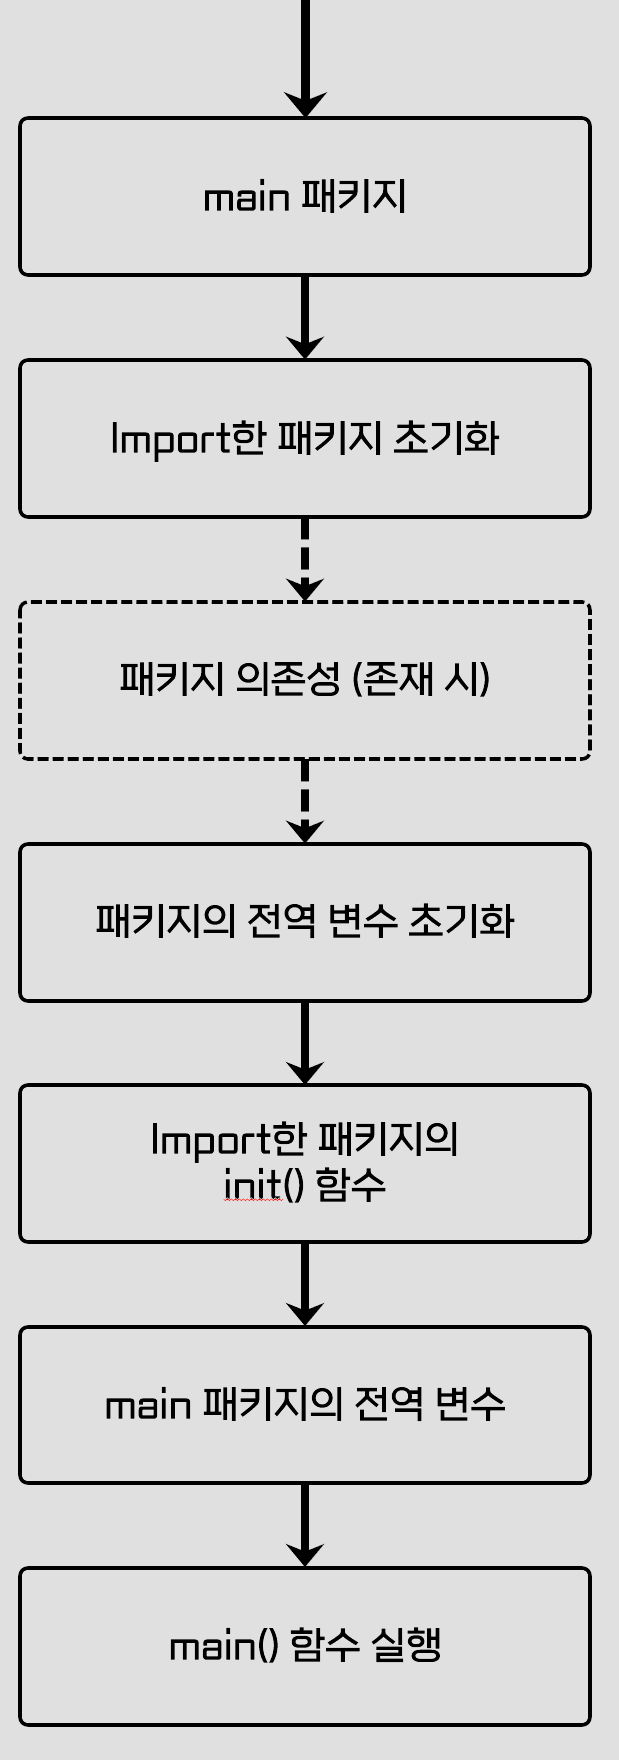 main 패키지
Import한 패키지 초기화
패키지 의존성 (존재 시)
패키지의 전역 변수 초기화
Import한 패키지의
init() 함수
main 패키지의 전역 변수
main() 함수 실행